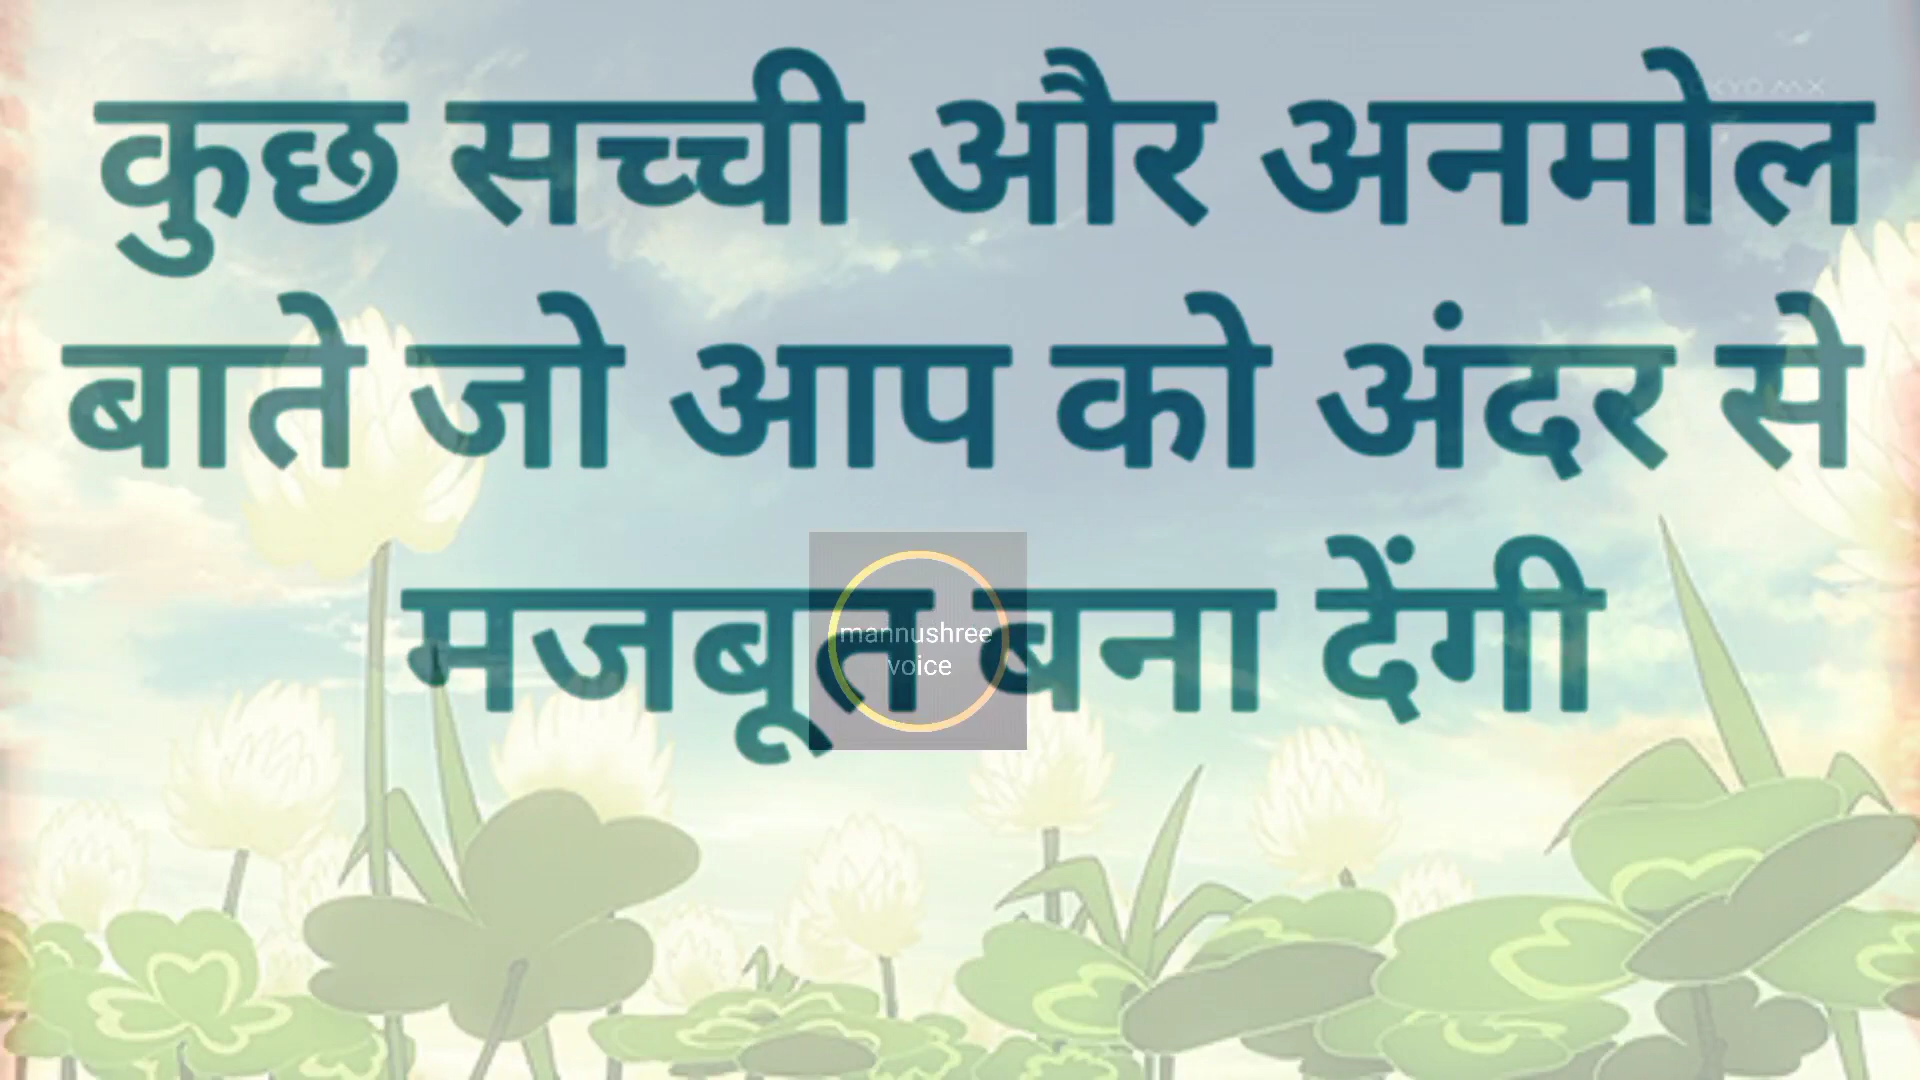 कुछ सच्ची और अनमोल
बाते जो आप को अंदर से
मजबूत बना देंगी
mannushree
voice